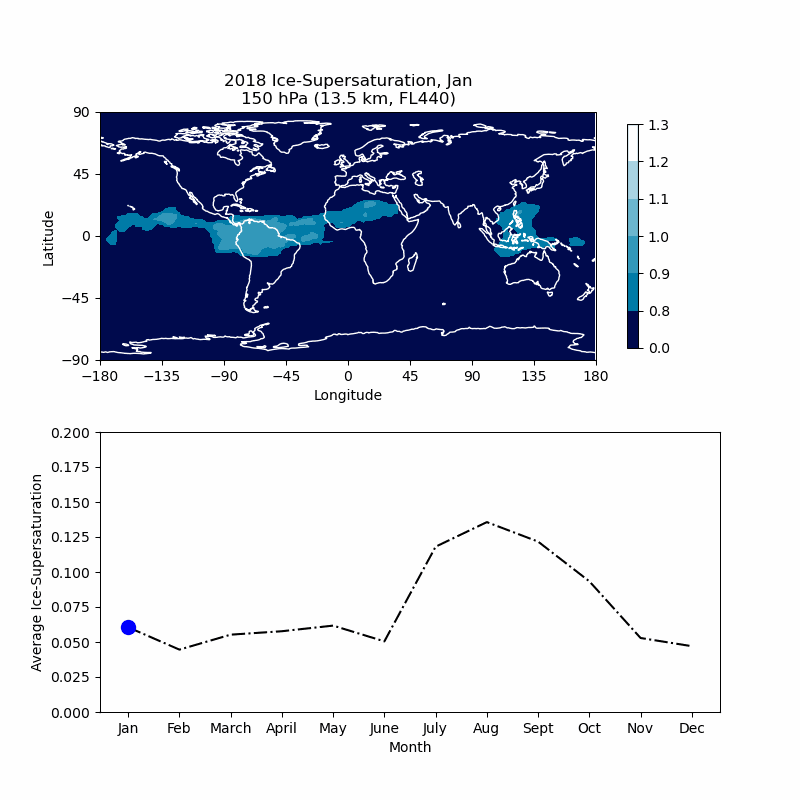 2018 Ice-Supersaturation, Jan
150 hPa (13.5 km, FL440)
90
45
0
−45
−90
Latitude
−180 −135 −90 −45 0 45 90 135 180
Longitude
1.3
1.2
1.1
1.0
0.9
0.8
0.0
0.200
0.175
0.150
0.125
0.100
0.075
0.050
0.025
0.000
Average Ice-Supersaturation
Jan Feb March April May June July Aug Sept Oct Nov Dec
Month